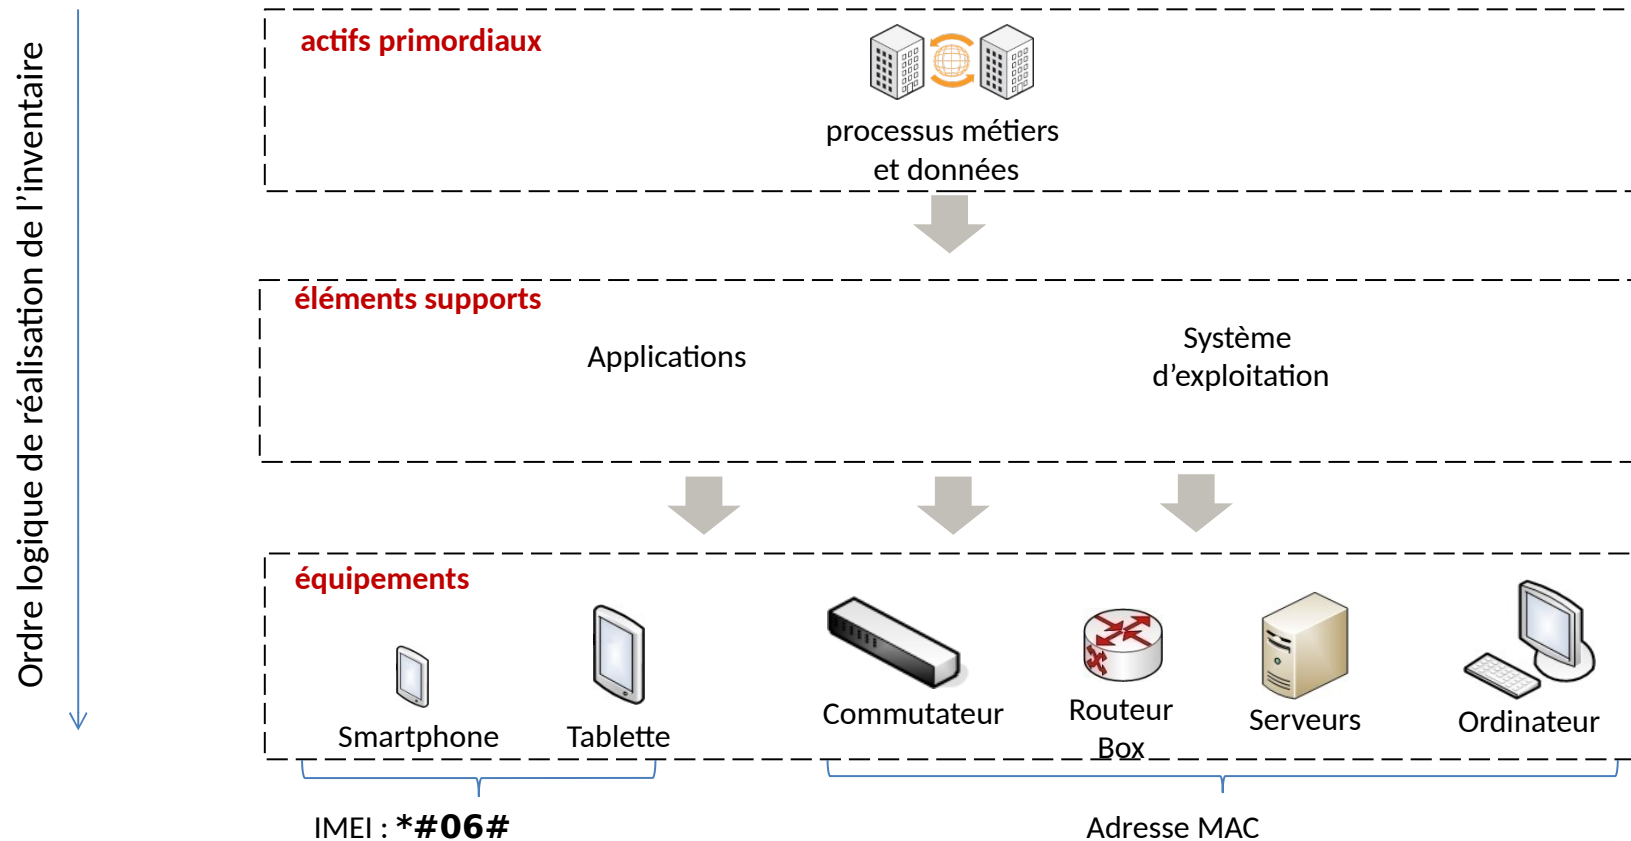 Ordre logique de réalisation de l’inventaire
actifs primordiaux
processus métiers
et données
éléments supports
Applications
Système
d’exploitation
équipements
Smartphone
Tablette
Commutateur
Routeur
Box
Serveurs
Ordinateur
IMEI : *#06#
Adresse MAC